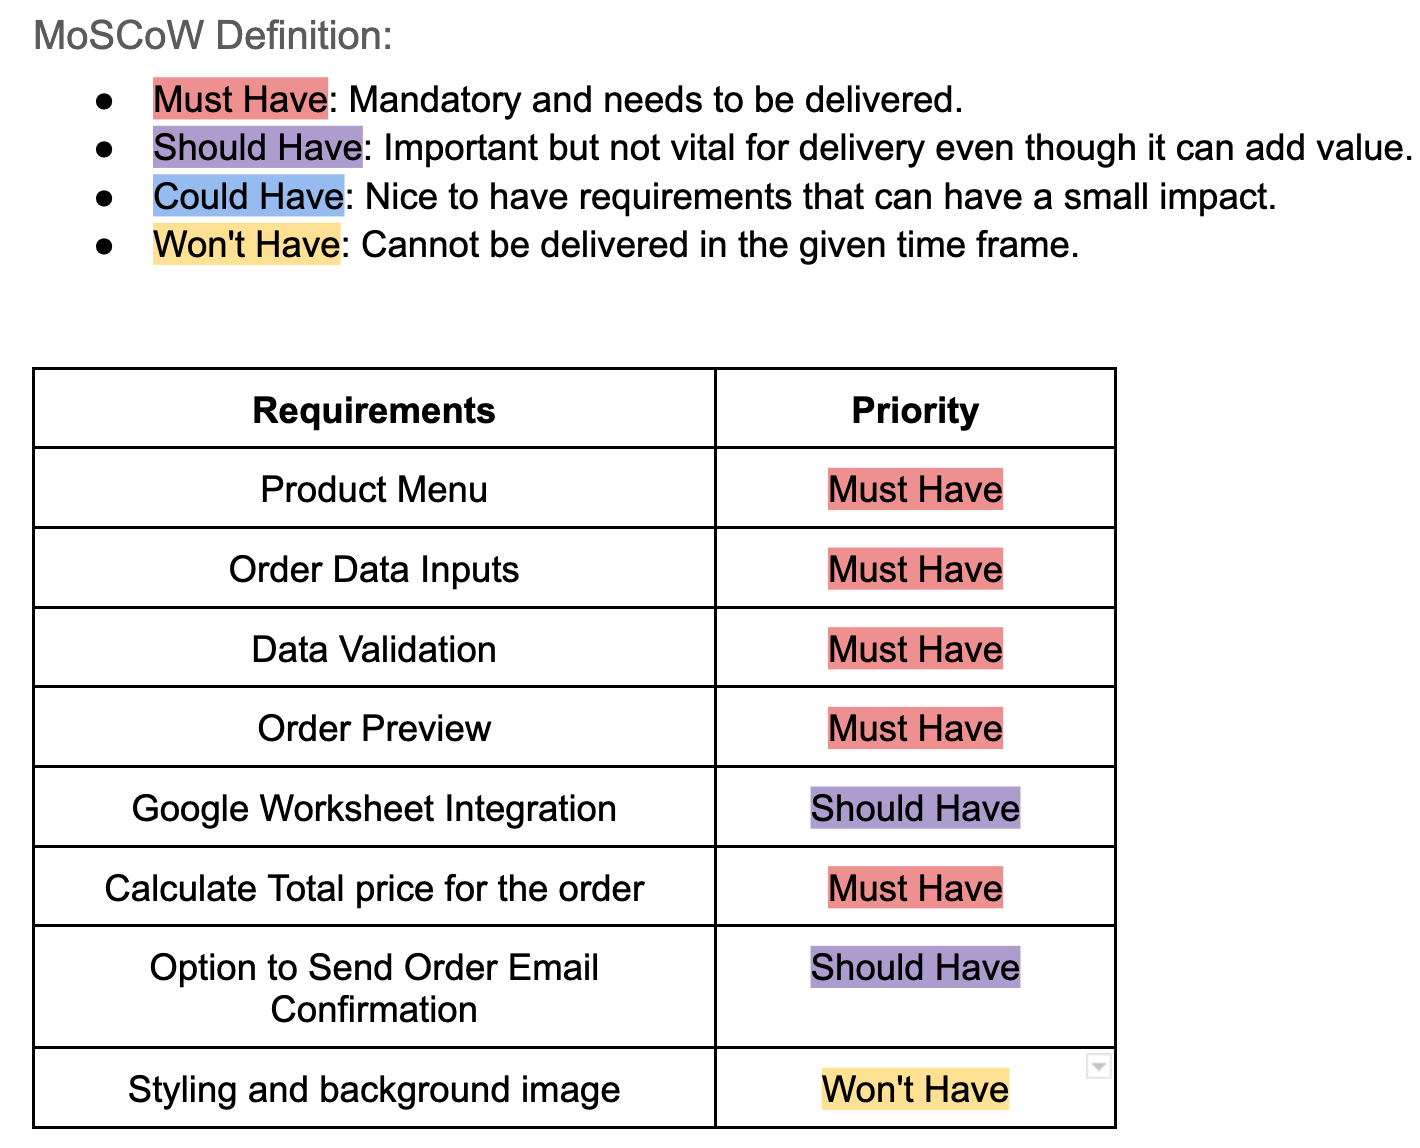 MoSCoW Definition:
● Must Have: Mandatory and needs to be delivered.
● Should Have: Important but not vital for delivery even though it can add value.
● Could Have: Nice to have requirements that can have a small impact.
● Won't Have: Cannot be delivered in the given time frame.
Requirements Priority
Product Menu Must Have
Order Data Inputs Must Have
Data Validation Must Have
Order Preview Must Have
Google Worksheet Integration Should Have
Calculate Total price for the order Must Have
Option to Send Order Email Should Have
Confirmation
Styling and background image Won't Have